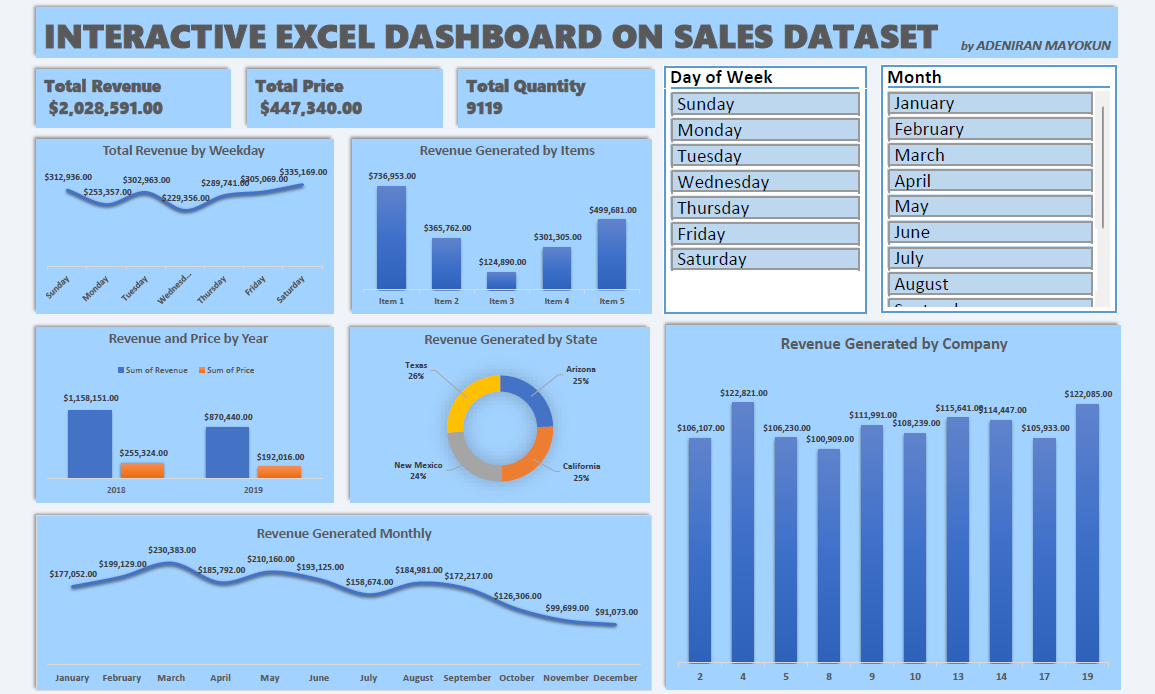 INTERACTIVE EXCEL DASHBOARD ON SALES DATASET
by ADENIRAN MAYOKUN
Total Revenue
$2,028,591.00
Total Price
$447,340.00
Total Quantity
9119
Day of Week
Sunday
Monday
Tuesday
Wednesday
Thursday
Friday
Saturday
Month
January
February
March
April
May
June
July
August
Total Revenue by Weekday
$312,936.00
$253,357.00
$302,963.00
$229,356.00
$289,741.00
$305,069.00
$335,169.00
Sunday
Monday
Tuesday
Wednesd...
Thursday
Friday
Saturday
Revenue Generated by Items
$736,953.00
$365,762.00
$124,890.00
$301,305.00
$499,681.00
Item 1
Item 2
Item 3
Item 4
Item 5
Revenue and Price by Year
Sum of Revenue
Sum of Price
$1,158,151.00
$255,324.00
$870,440.00
$192,016.00
2018
2019
Revenue Generated by State
Texas
26%
Arizona
25%
New Mexico
24%
California
25%
Revenue Generated by Company
$106,107.00
$122,821.00
$106,230.00
$100,909.00
$111,991.00
$108,239.00
$115,641.00
$114,447.00
$105,933.00
$122,085.00
2
4
5
8
9
10
13
14
17
19
Revenue Generated Monthly
$177,052.00
$199,129.00
$230,383.00
$185,792.00
$210,160.00
$193,125.00
$158,674.00
$184,981.00
$172,217.00
$126,306.00
$99,699.00
$91,073.00
January
February
March
April
May
June
July
August
September
October
November
December